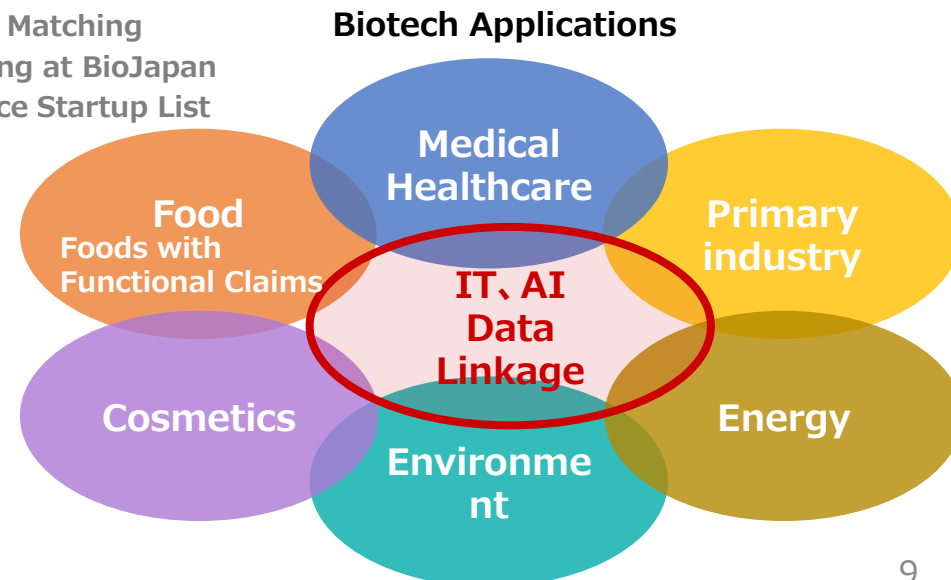 Matching
Biotech Applications
ng at BioJapan
ce Startup List
Medical
Healthcare
Food
Foods with
Functional Claims
Primary
industry
IT、AI
Data
Linkage
Cosmetics
Energy
Environme
nt
9